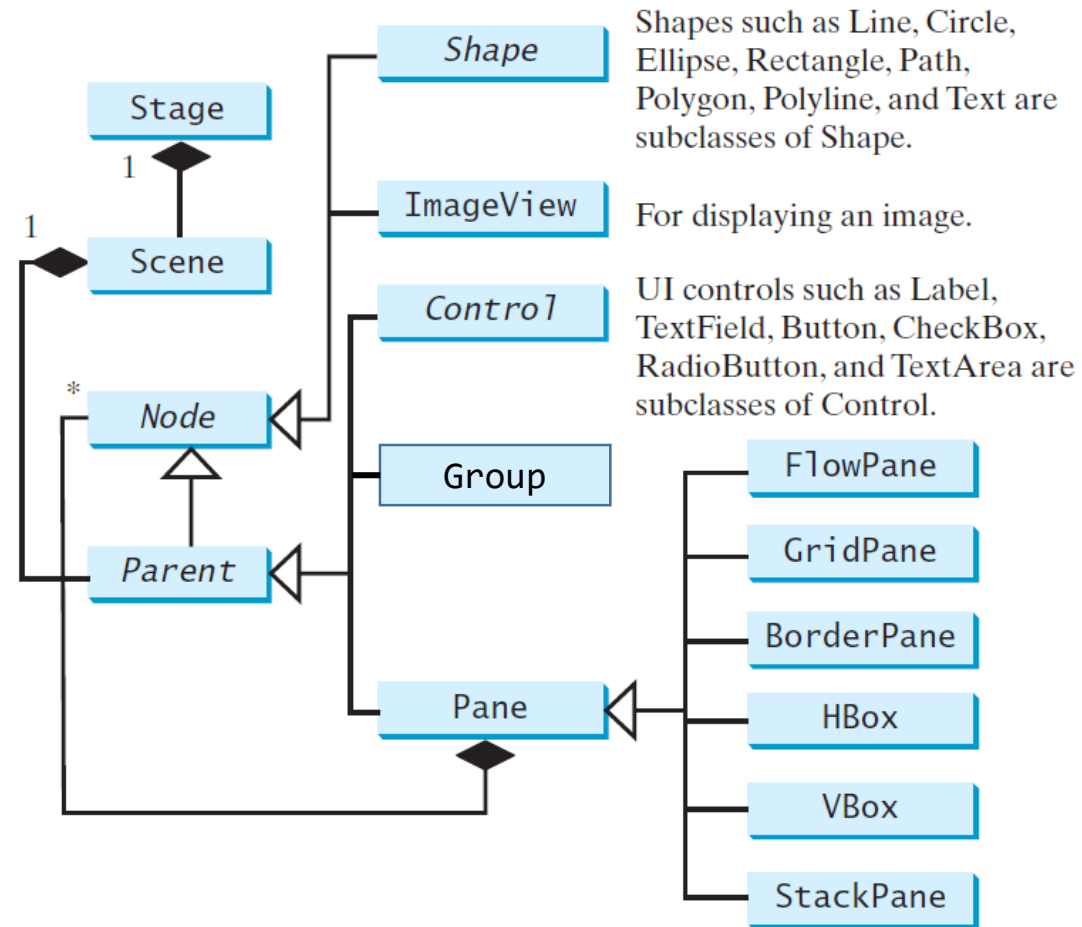 Shape
Shapes such as Line, Circle,
Ellipse, Rectangle, Path,
Polygon, Polyline, and Text are
subclasses of Shape.
Stage
1
ImageView
For displaying an image.
1
Scene
Control
UI controls such as Label,
TextField, Button, CheckBox,
RadioButton, and TextArea are
subclasses of Control.
*
Node
Group
FlowPane
GridPane
Parent
BorderPane
Pane
HBox
VBox
StackPane